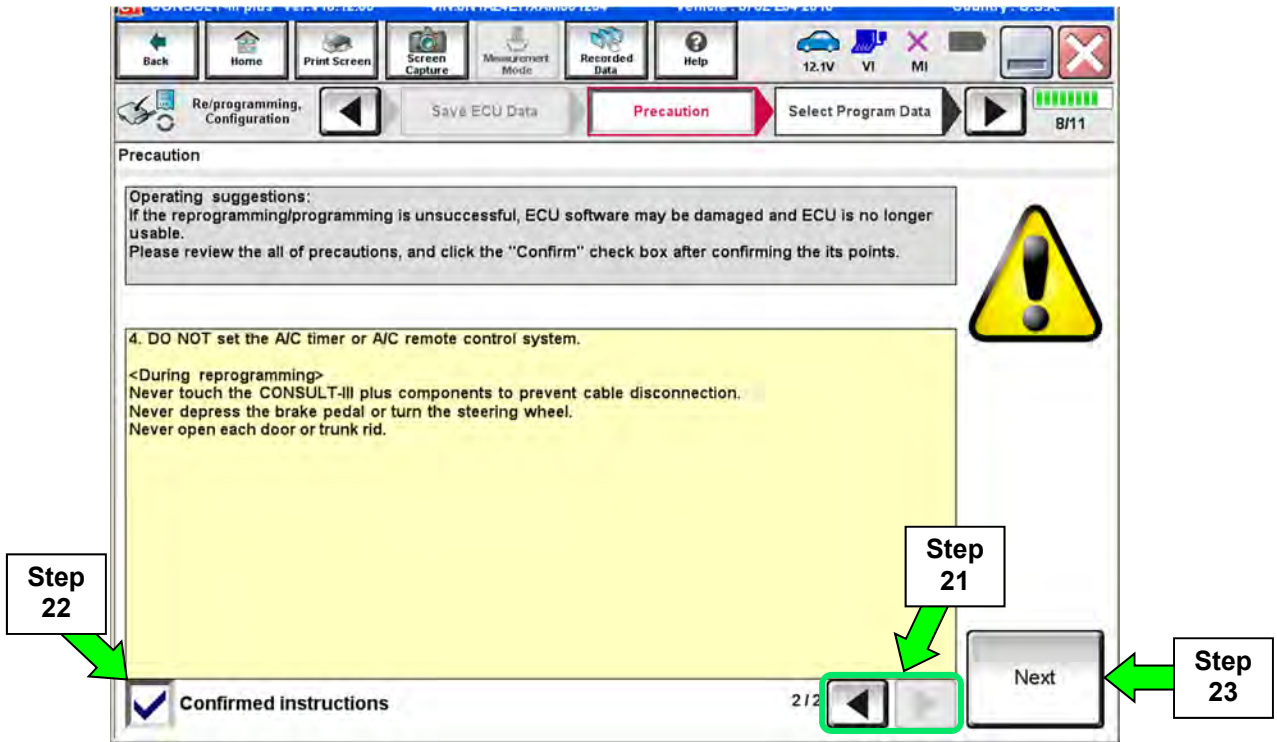 Back
Home
Print Screen
Screen Capture
Measurement Mode
Recorded Data
Help
12.1V
VI
MI
Re/programming, Configuration
Save ECU Data
Precaution
Select Program Data
8/11
Precaution
Operating suggestions:
If the reprogramming/programming is unsuccessful, ECU software may be damaged and ECU is no longer
usable.
Please review the all of precautions, and click the "Confirm" check box after confirming the its points.
4. DO NOT set the A/C timer or A/C remote control system.
<During reprogramming>
Never touch the CONSULT-III plus components to prevent cable disconnection.
Never depress the brake pedal or turn the steering wheel.
Never open each door or trunk rid.
Step
21
Step
22
Confirmed instructions
2/2
Next
Step
23